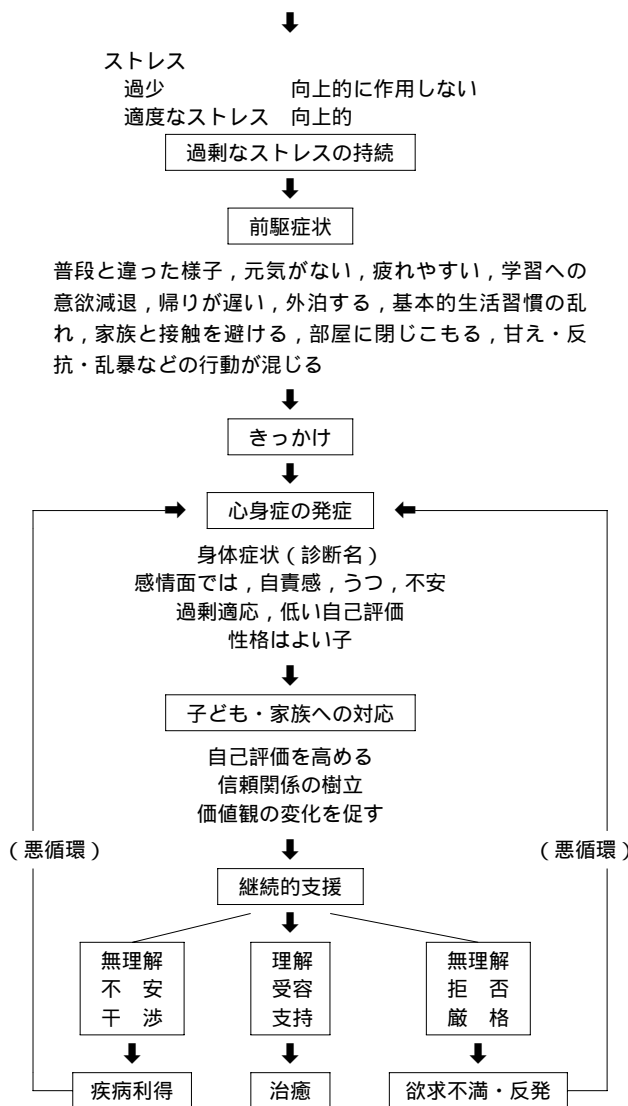 ストレス
過少 向上的に作用しない
適度なストレス 向上的
過剰なストレスの持続
前駆症状
普段と違った様子,元気がない,疲れやすい,学習への
意欲減退,帰りが遅い,外泊する,基本的生活習慣の乱
れ,家族と接触を避ける,部屋に閉じこもる,甘え・反
抗・乱暴などの行動が混じる
きっかけ
心身症の発症
身体症状(診断名)
感情面では,自責感,うつ,不安
過剰適応,低い自己評価
性格はよい子
子ども・家族への対応
自己評価を高める
信頼関係の樹立
価値観の変化を促す
(悪循環) (悪循環)
継続的支援
無理解 理解 無理解
不 安 受容 拒 否
干 渉 支持 厳 格
疾病利得 治癒 欲求不満・反発